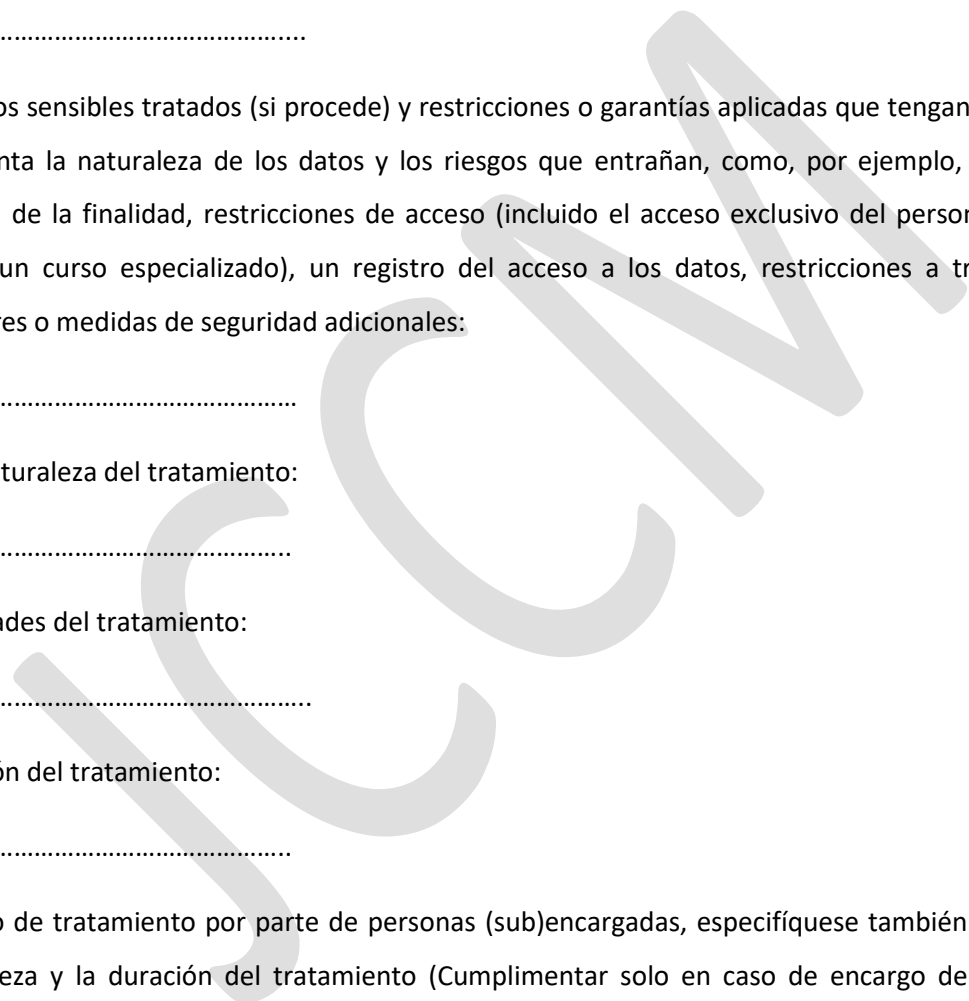 ……………………………………....
os sensibles tratados (si procede) y restricciones o garantías aplicadas que tengan
nta la naturaleza de los datos y los riesgos que entrañan, como, por ejemplo,
de la finalidad, restricciones de acceso (incluido el acceso exclusivo del person
un curso especializado), un registro del acceso a los datos, restricciones a tr
res o medidas de seguridad adicionales:
……………………………………...
turaleza del tratamiento:
……………………………………..
ades del tratamiento:
………………………………………..
ón del tratamiento:
……………………………………..
o de tratamiento por parte de personas (sub)encargadas, especifíquese también
eza y la duración del tratamiento (Cumplimentar solo en caso de encargo de
JCCM